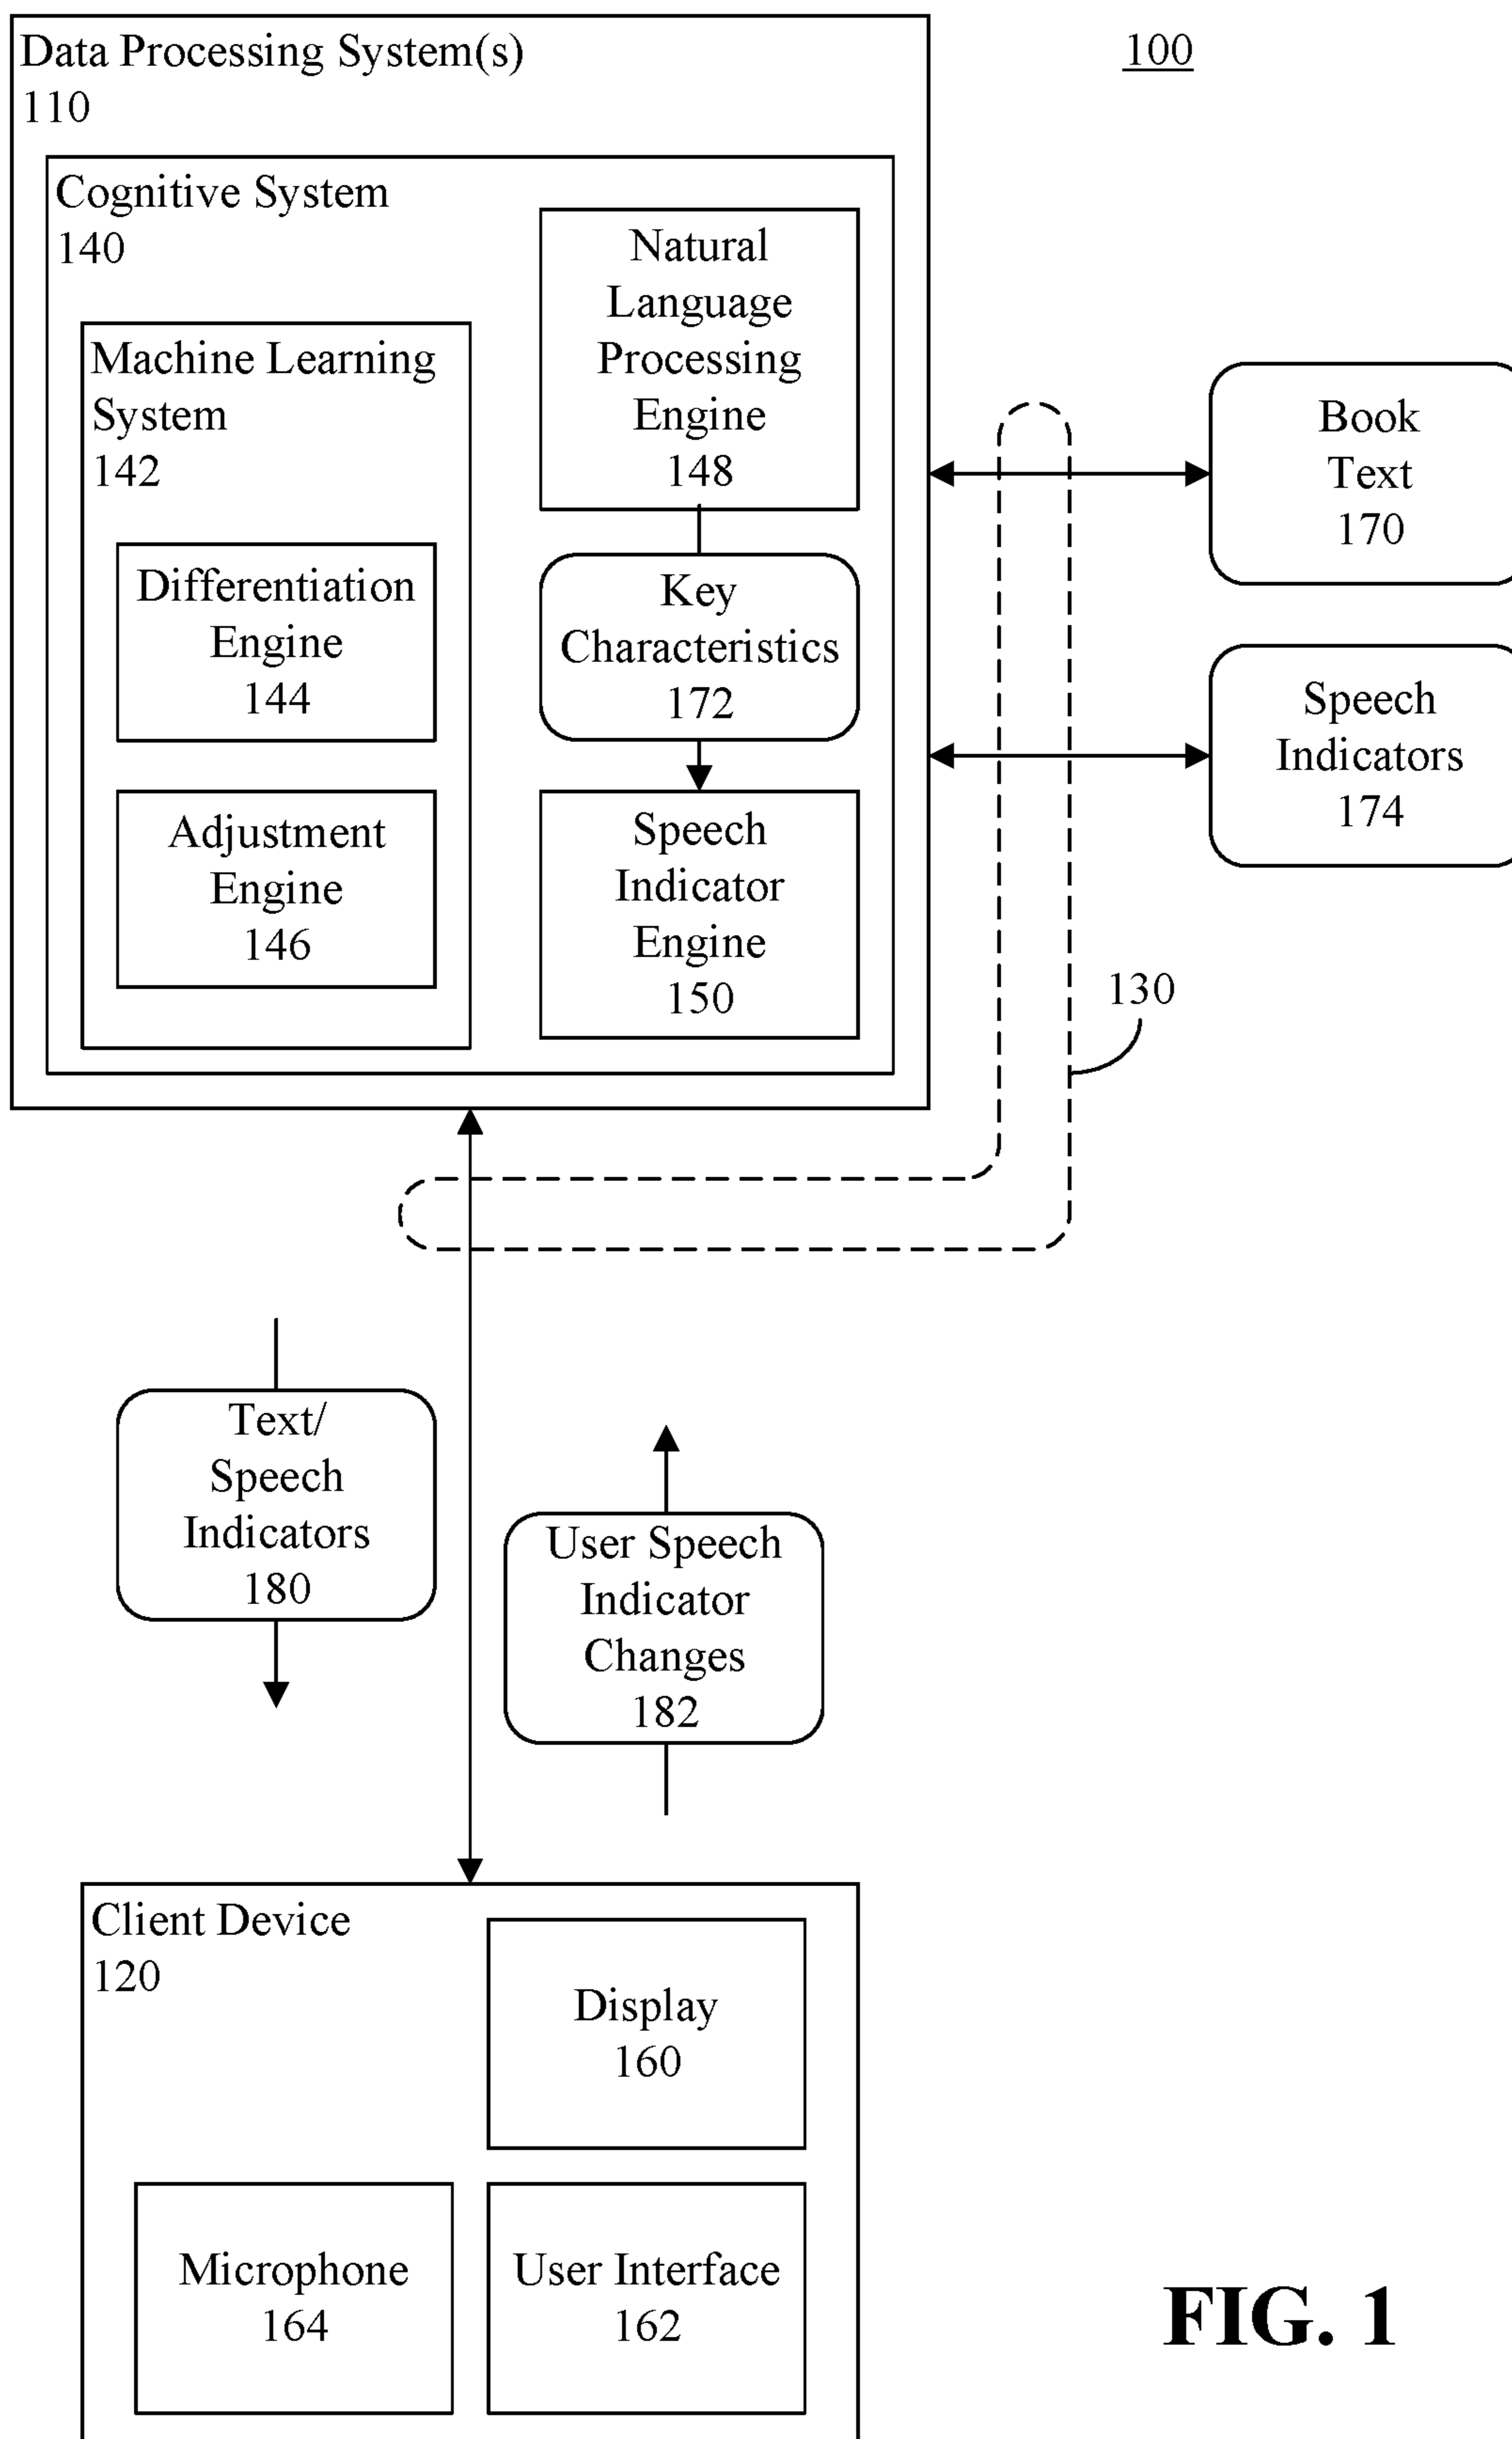 Data Processing System(s)
110
100
Cognitive System
140
Natural
Language
Processing
Engine
148
Machine Learning
System
142
Differentiation
Engine
144
Key
Characteristics
172
Adjustment
Engine
146
Speech
Indicator
Engine
150
Book
Text
170
Speech
Indicators
174
130
Text/
Speech
Indicators
180
User Speech
Indicator
Changes
182
Client Device
120
Display
160
Microphone
164
User Interface
162
FIG. 1